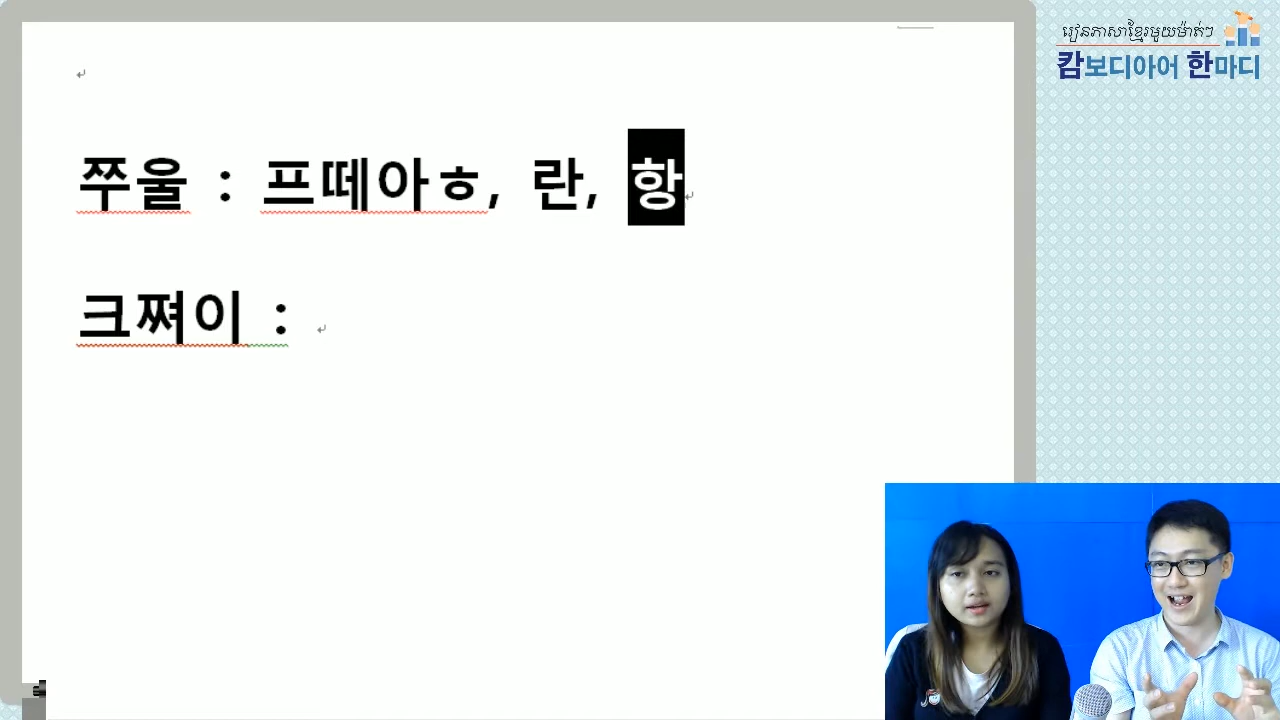 រៀនភាសាខ្មែរមួយម៉ាត់ៗ
캄보디아어 한마디
쭈울 : 프떼아ㅎ, 란, 항
크쪄이 :